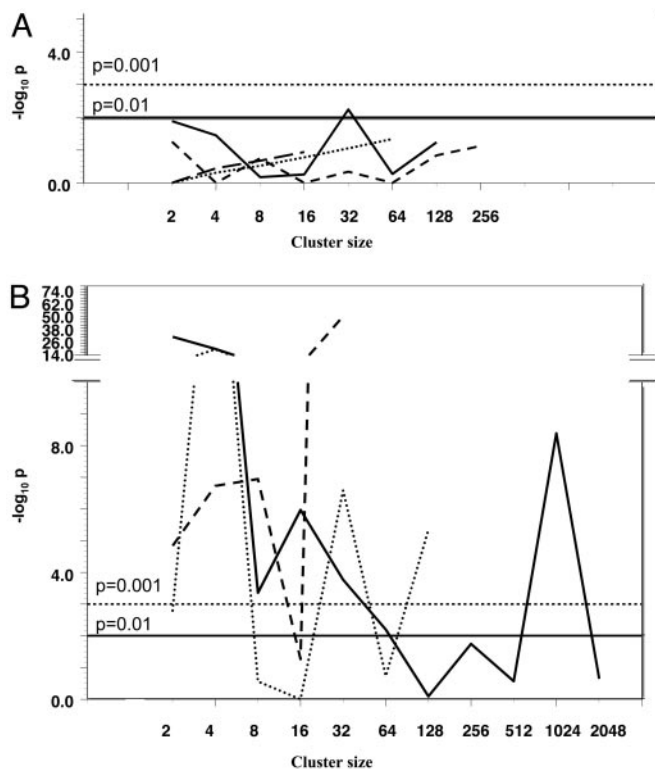 A
4.0
p=0.001
p=0.01
0.0
-log10 p
2 4 8 16 32 64 128 256
Cluster size
B
74.0
62.0
50.0
38.0
26.0
14.0
8.0
4.0
p=0.001
p=0.01
0.0
-log10 p
2 4 8 16 32 64 128 256 512 1024 2048
Cluster size